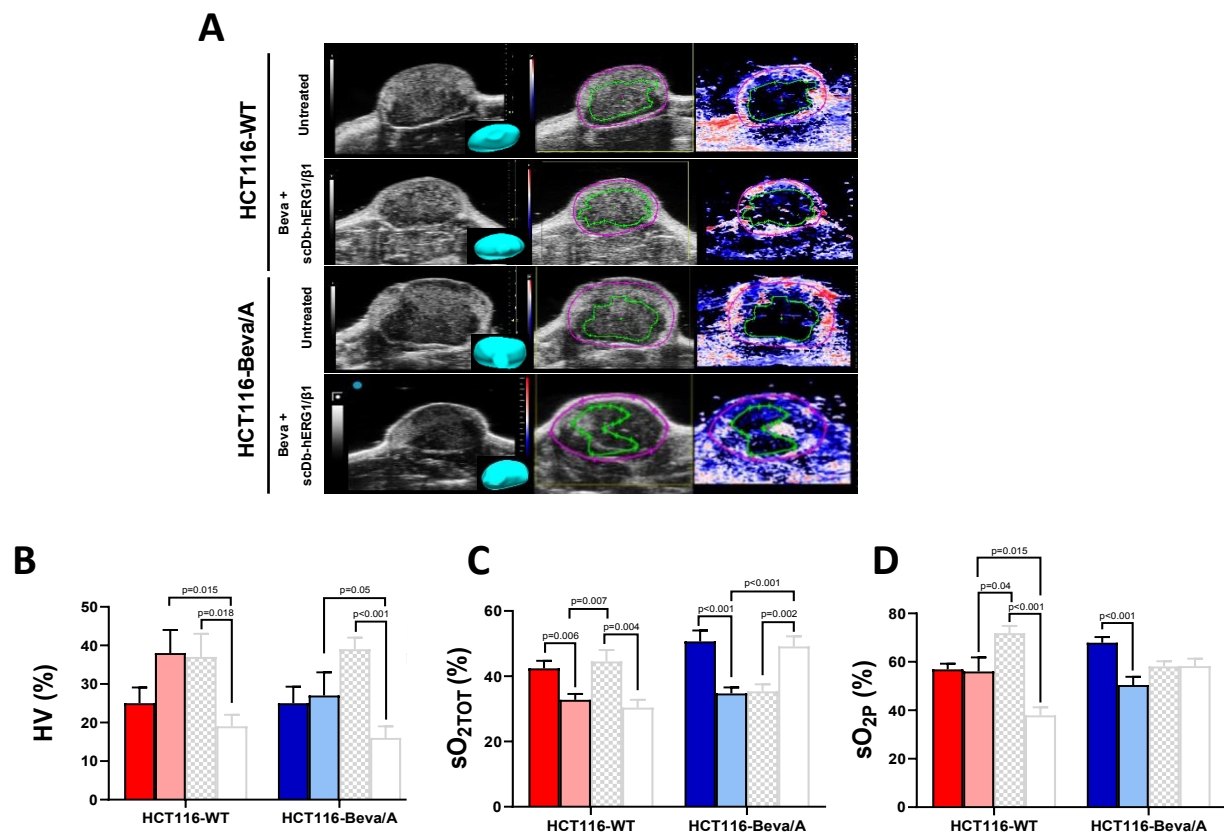 A
HCT116-WT
Untreated
Beva +
scDb-hERG1/β1
HCT116-Beva/A
Untreated
Beva +
scDb-hERG1/β1
B
HV (%)
50
40
30
20
10
0
p=0.015
p=0.018
p=0.05
p<0.001
HCT116-WT
HCT116-Beva/A
C
sO2TOT (%)
60
40
20
0
p=0.006
p=0.007
p=0.004
p<0.001
p<0.001
p=0.002
HCT116-WT
HCT116-Beva/A
D
sO2P (%)
80
60
40
20
0
p=0.015
p=0.04
p<0.001
p<0.001
HCT116-WT
HCT116-Beva/A